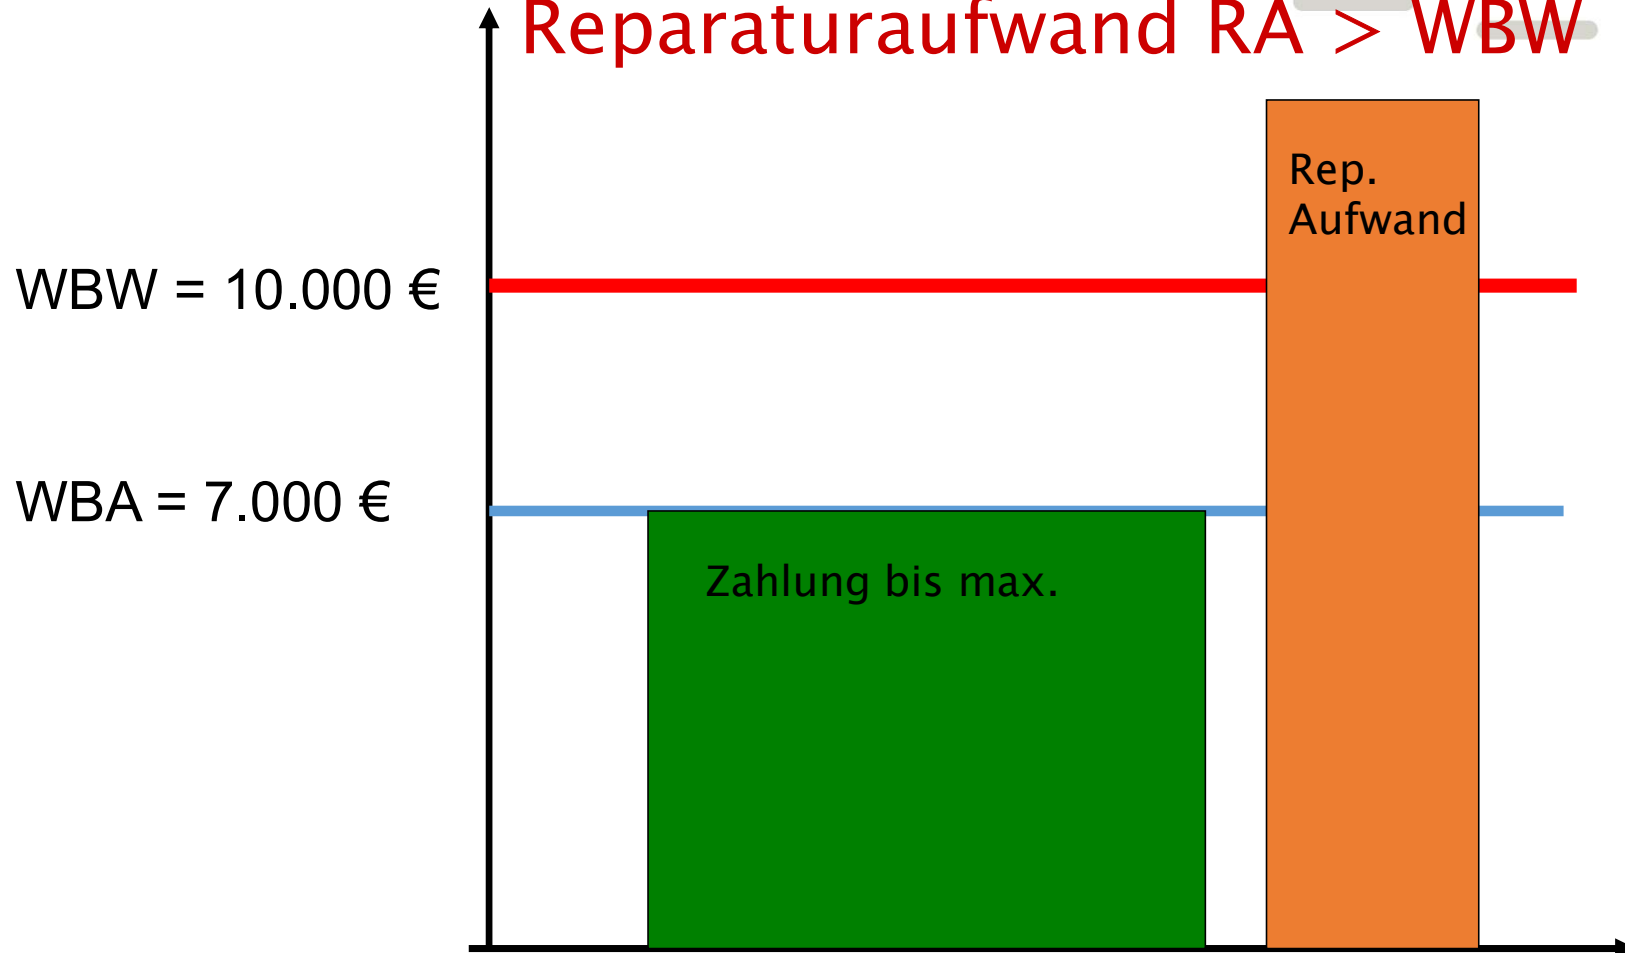 Reparaturaufwand RA > WBW
Rep.
Aufwand
WBW = 10.000 €
WBA = 7.000 €
Zahlung bis max.